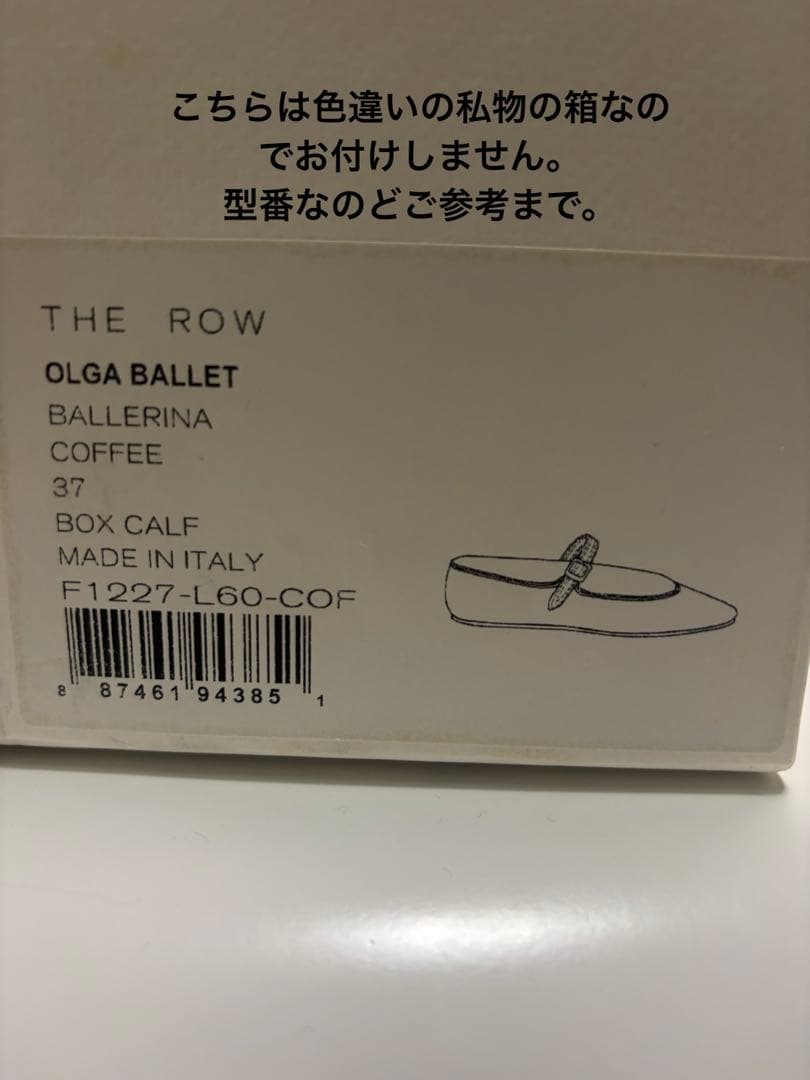 こちらは色違いの私物の箱なの
でお付けしません。
型番なのどご参考まで。
THE ROW
OLGA BALLET
BALLERINA
COFFEE
37
BOX CALF
MADE IN ITALY
F1227-L60-COF
8 87461 94385 1